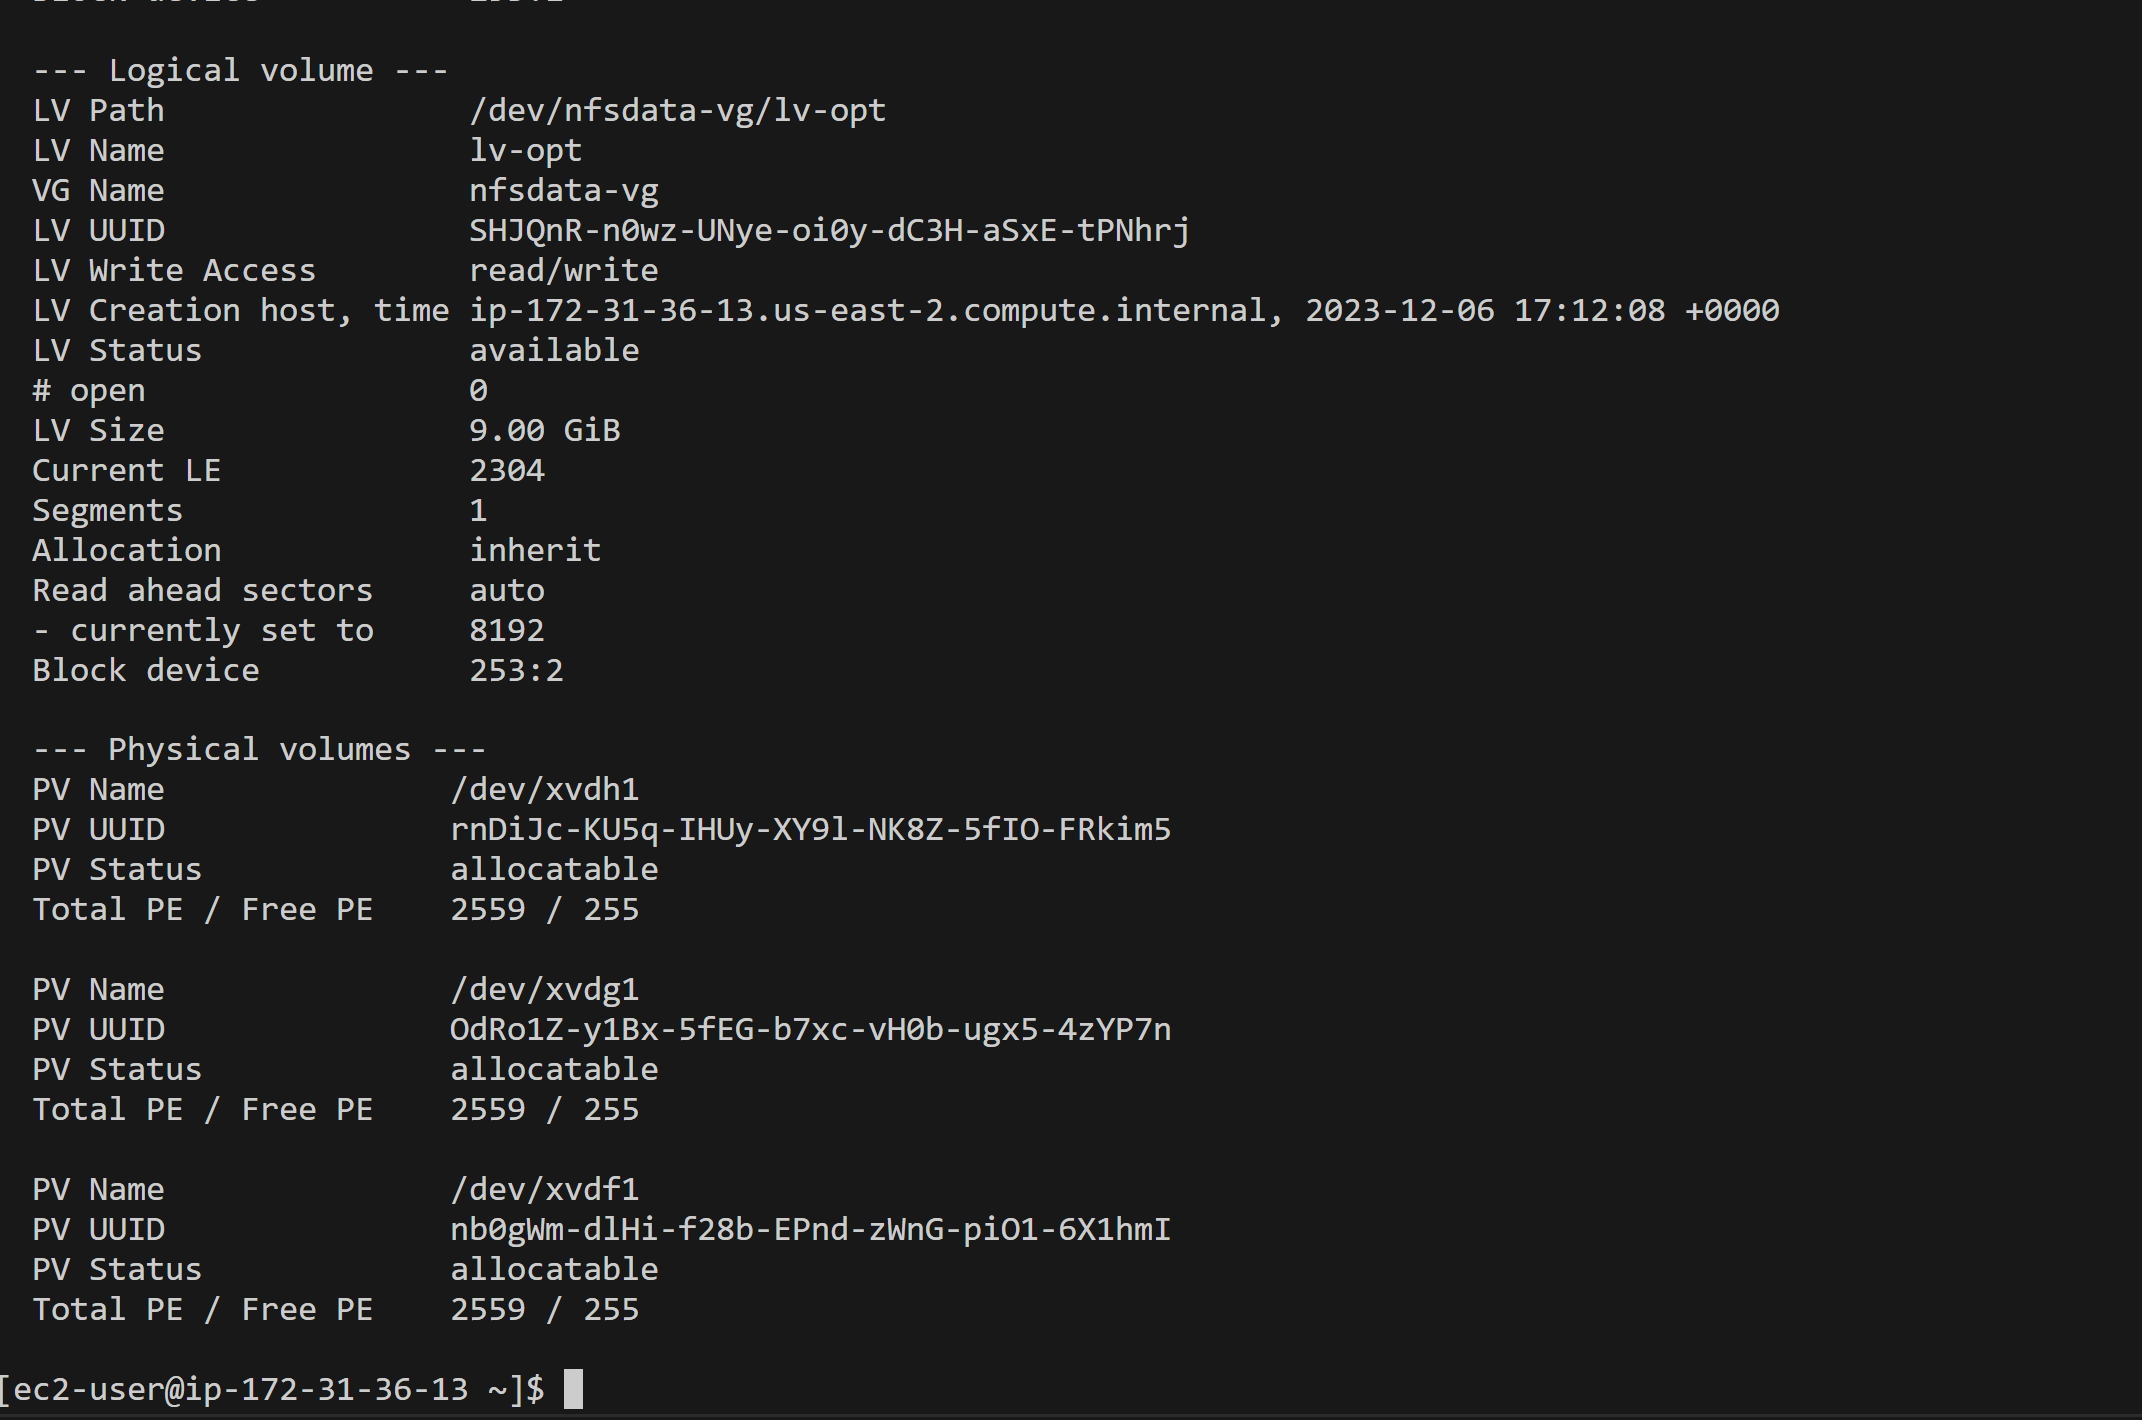 --- Logical volume ---
LV Path                /dev/nfsdata-vg/lv-opt
LV Name                lv-opt
VG Name                nfsdata-vg
LV UUID                SHJQnR-n0wz-UNye-oi0y-dC3H-aSxE-tPNhrj
LV Write Access        read/write
LV Creation host, time ip-172-31-36-13.us-east-2.compute.internal, 2023-12-06 17:12:08 +0000
LV Status              available
# open                 0
LV Size                9.00 GiB
Current LE             2304
Segments               1
Allocation             inherit
Read ahead sectors     auto
- currently set to     8192
Block device           253:2
--- Physical volumes ---
PV Name               /dev/xvdh1
PV UUID               rnDiJc-KU5q-IHUy-XY9l-NK8Z-5fIO-FRkim5
PV Status             allocatable
Total PE / Free PE    2559 / 255
PV Name               /dev/xvdg1
PV UUID               OdRo1Z-y1Bx-5fEG-b7xc-vH0b-ugx5-4zYP7n
PV Status             allocatable
Total PE / Free PE    2559 / 255
PV Name               /dev/xvdf1
PV UUID               nb0gWm-dlHi-f28b-EPnd-zWnG-piO1-6X1hmI
PV Status             allocatable
Total PE / Free PE    2559 / 255
[ec2-user@ip-172-31-36-13 ~]$